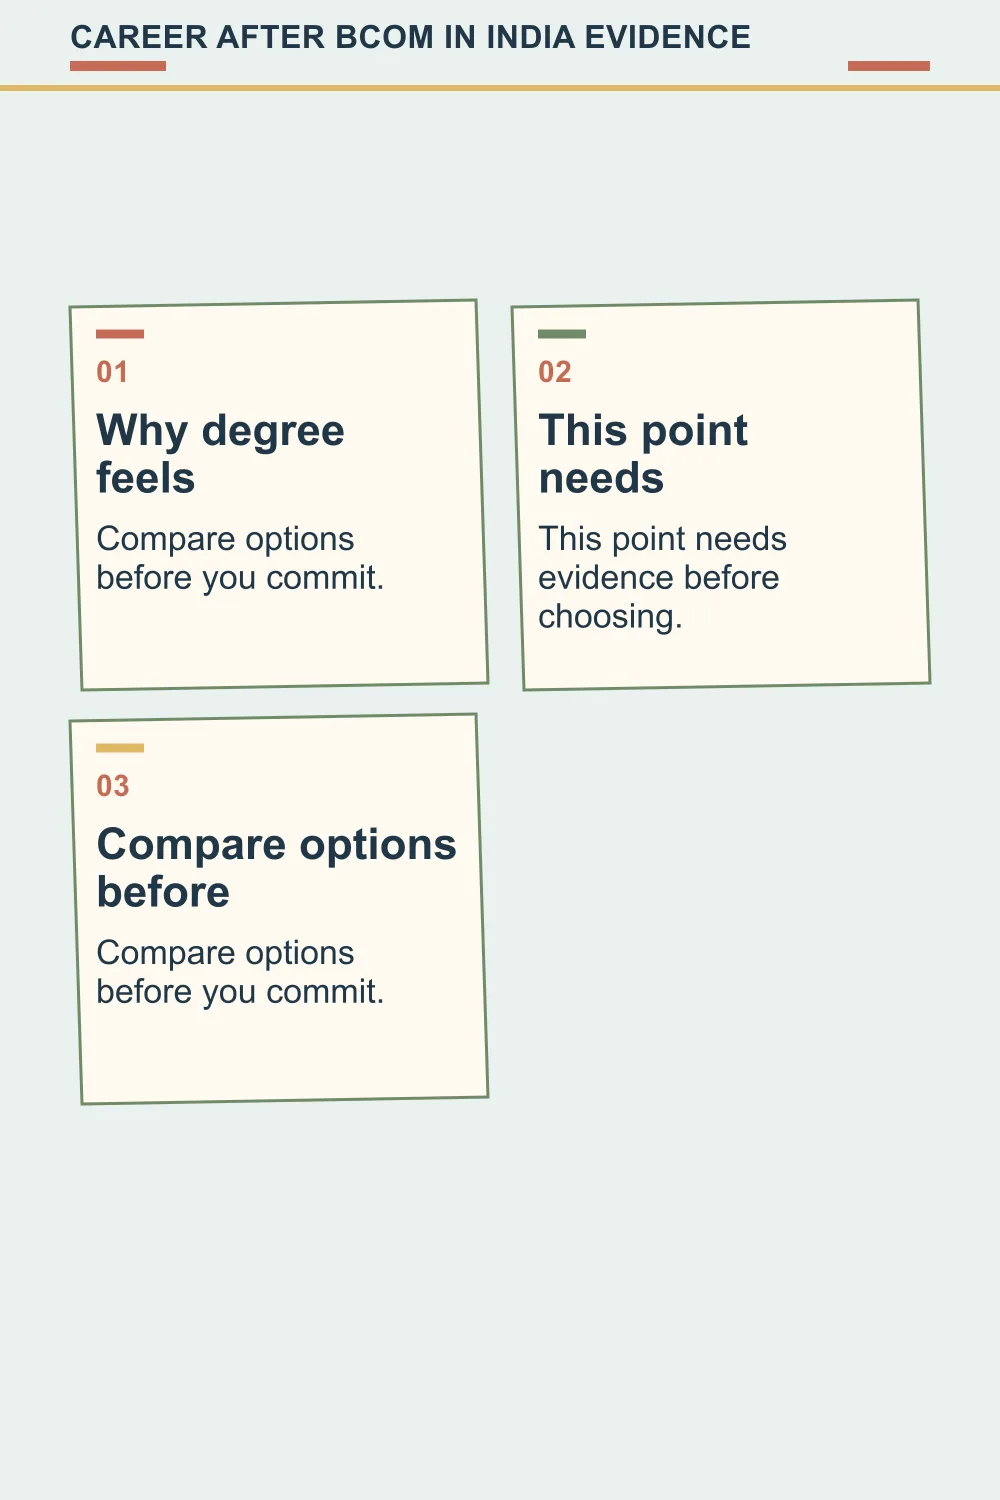 CAREER AFTER BCOM IN INDIA EVIDENCE
01
Why degree
feels
Compare options
before you commit.
02
This point
needs
This point needs
evidence before
choosing.
03
Compare options
before
Compare options
before you commit.